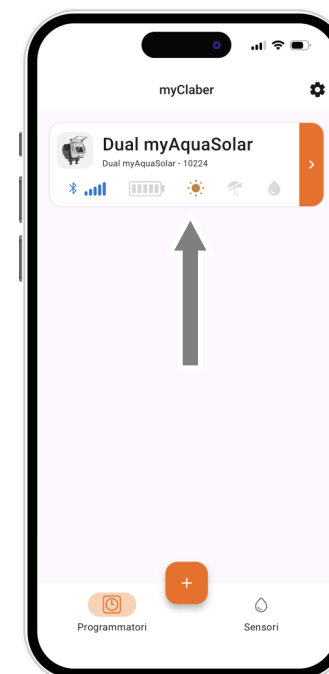 myClaber
Dual myAquaSolar
Dual myAquaSolar - 10224
Programmatori
Sensori